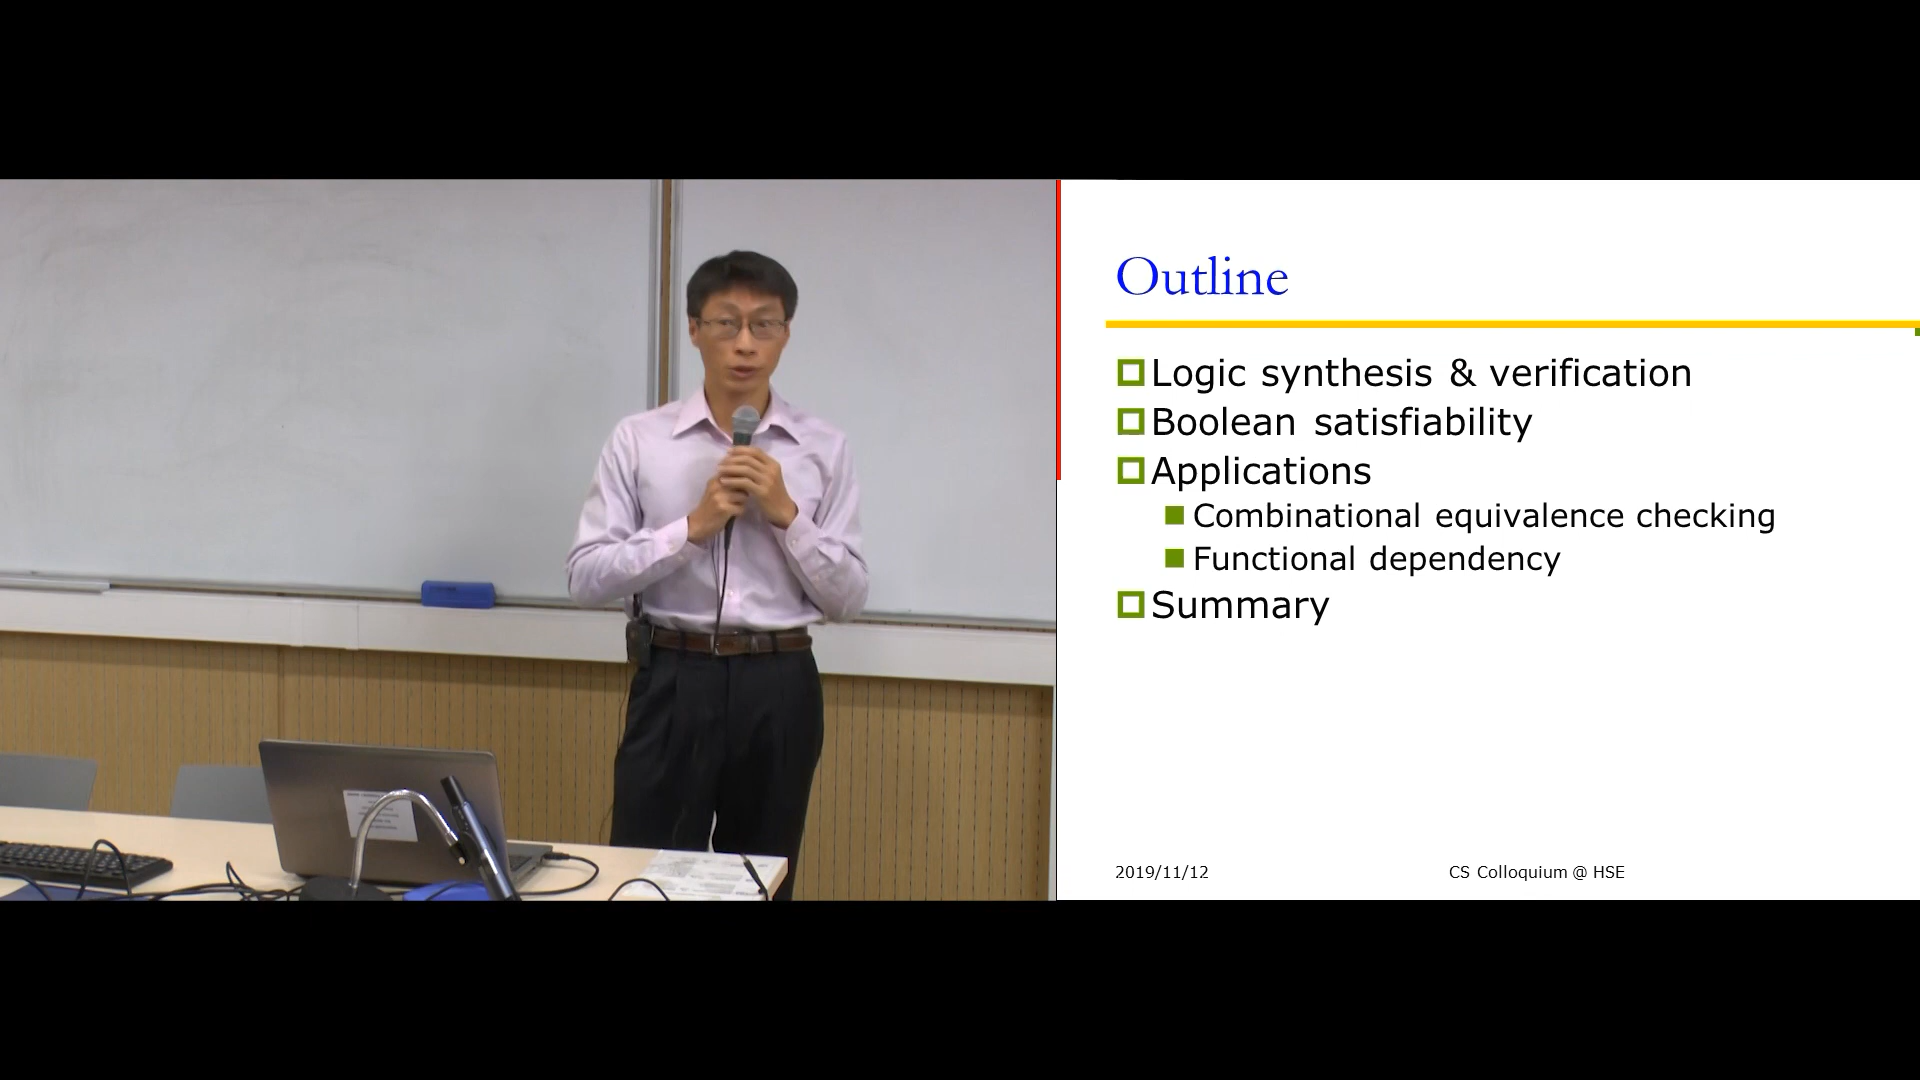 Outline
Logic synthesis & verification
Boolean satisfiability
Applications
Combinational equivalence checking
Functional dependency
Summary
2019/11/12
CS Colloquium @ HSE